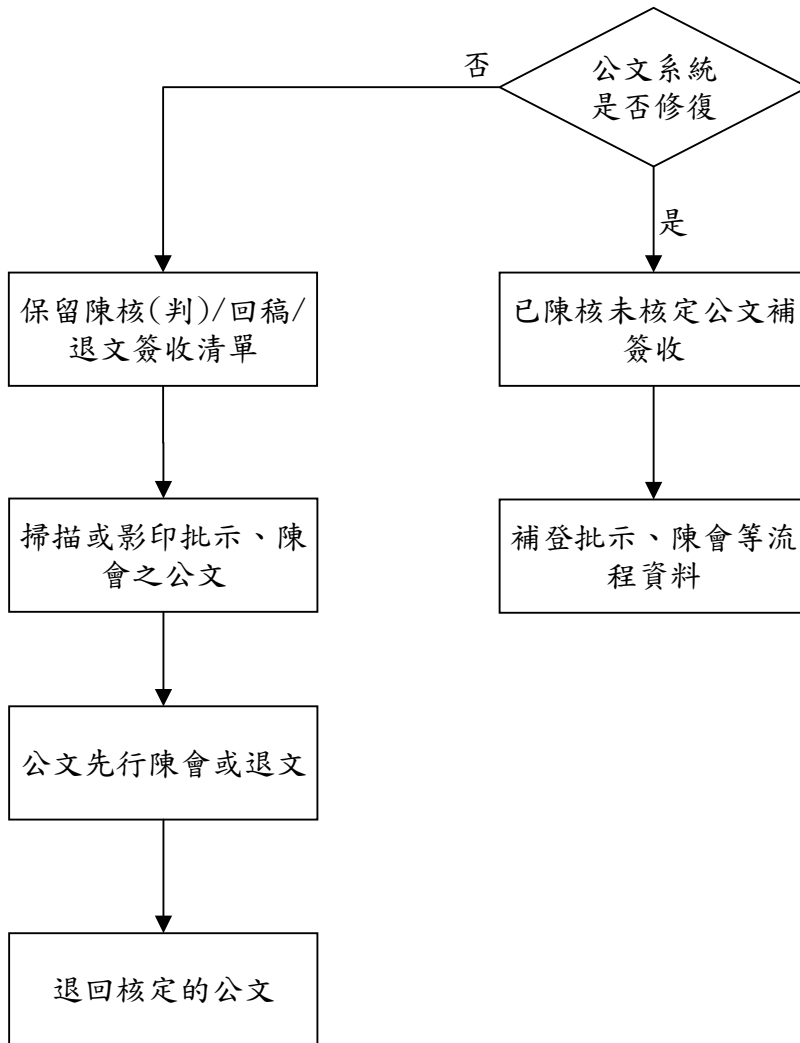 公文系統
是否修復
否
是
保留陳核(判)/回稿/
退文簽收清單
已陳核未核定公文補
簽收
掃描或影印批示、陳
會之公文
補登批示、陳會等流
程資料
公文先行陳會或退文
退回核定的公文